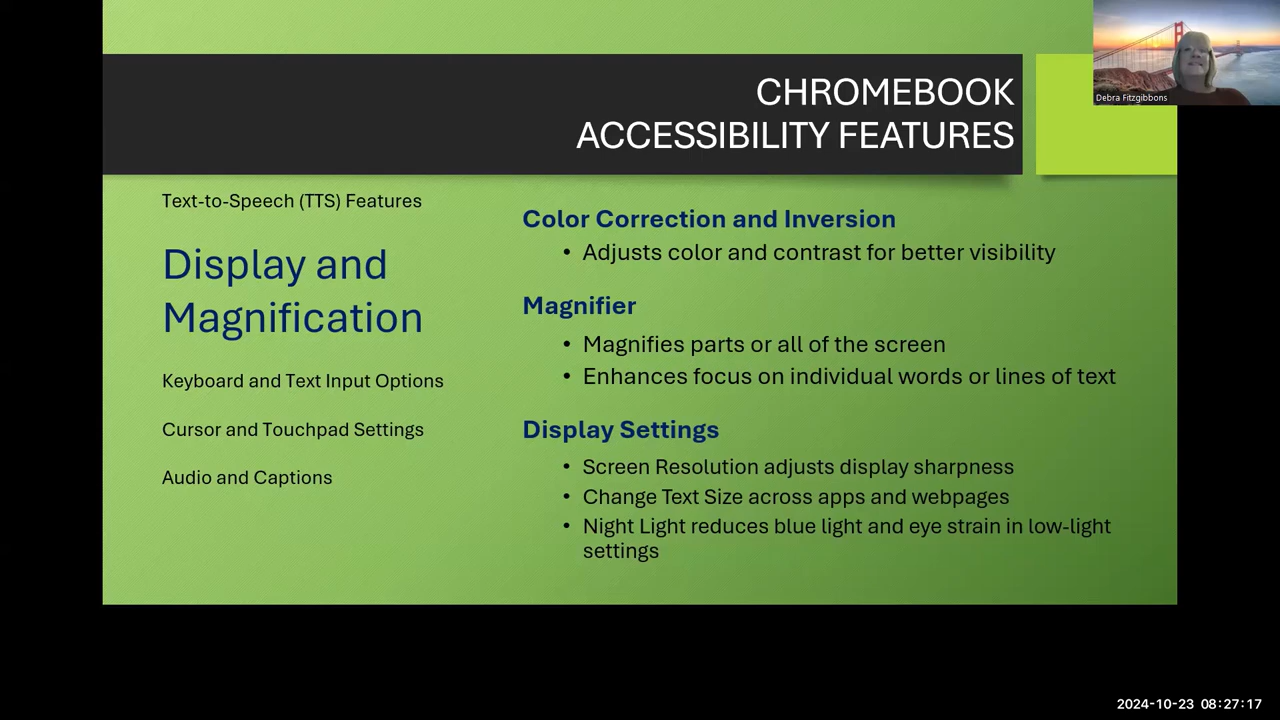 CHROMEBOOK
ACCESSIBILITY FEATURES
Debra Fitzgibbons
Text-to-Speech (TTS) Features
Display and
Magnification
Keyboard and Text Input Options
Cursor and Touchpad Settings
Audio and Captions
Color Correction and Inversion
• Adjusts color and contrast for better visibility
Magnifier
• Magnifies parts or all of the screen
• Enhances focus on individual words or lines of text
Display Settings
• Screen Resolution adjusts display sharpness
• Change Text Size across apps and webpages
• Night Light reduces blue light and eye strain in low-light
settings
2024-10-23 08:27:17